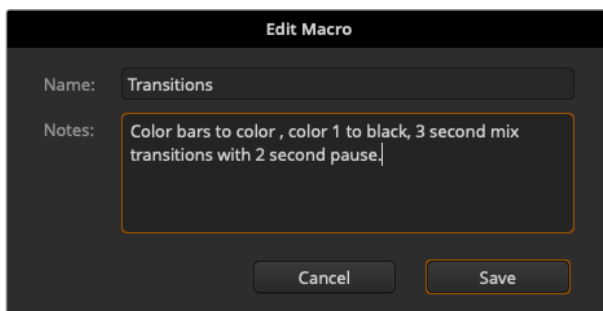 Edit Macro
Name: Transitions
Notes: Color bars to color , color 1 to black, 3 second mix
transitions with 2 second pause.
Cancel Save